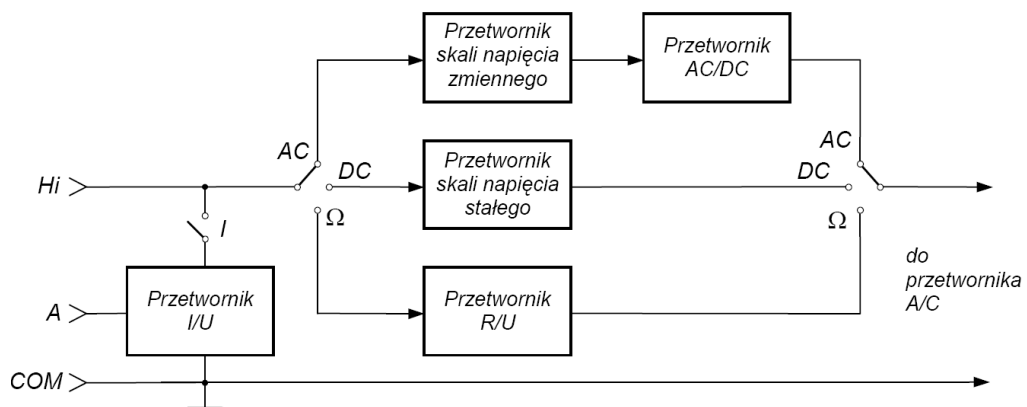 Przetwornik
skali napięcia
zmiennego
Przetwornik
AC/DC
AC
DC
Ω
Przetwornik
skali napięcia
stałego
AC
DC
Ω
Hi
I
Przetwornik
I/U
A
Przetwornik
R/U
do
przetwornika
A/C
COM